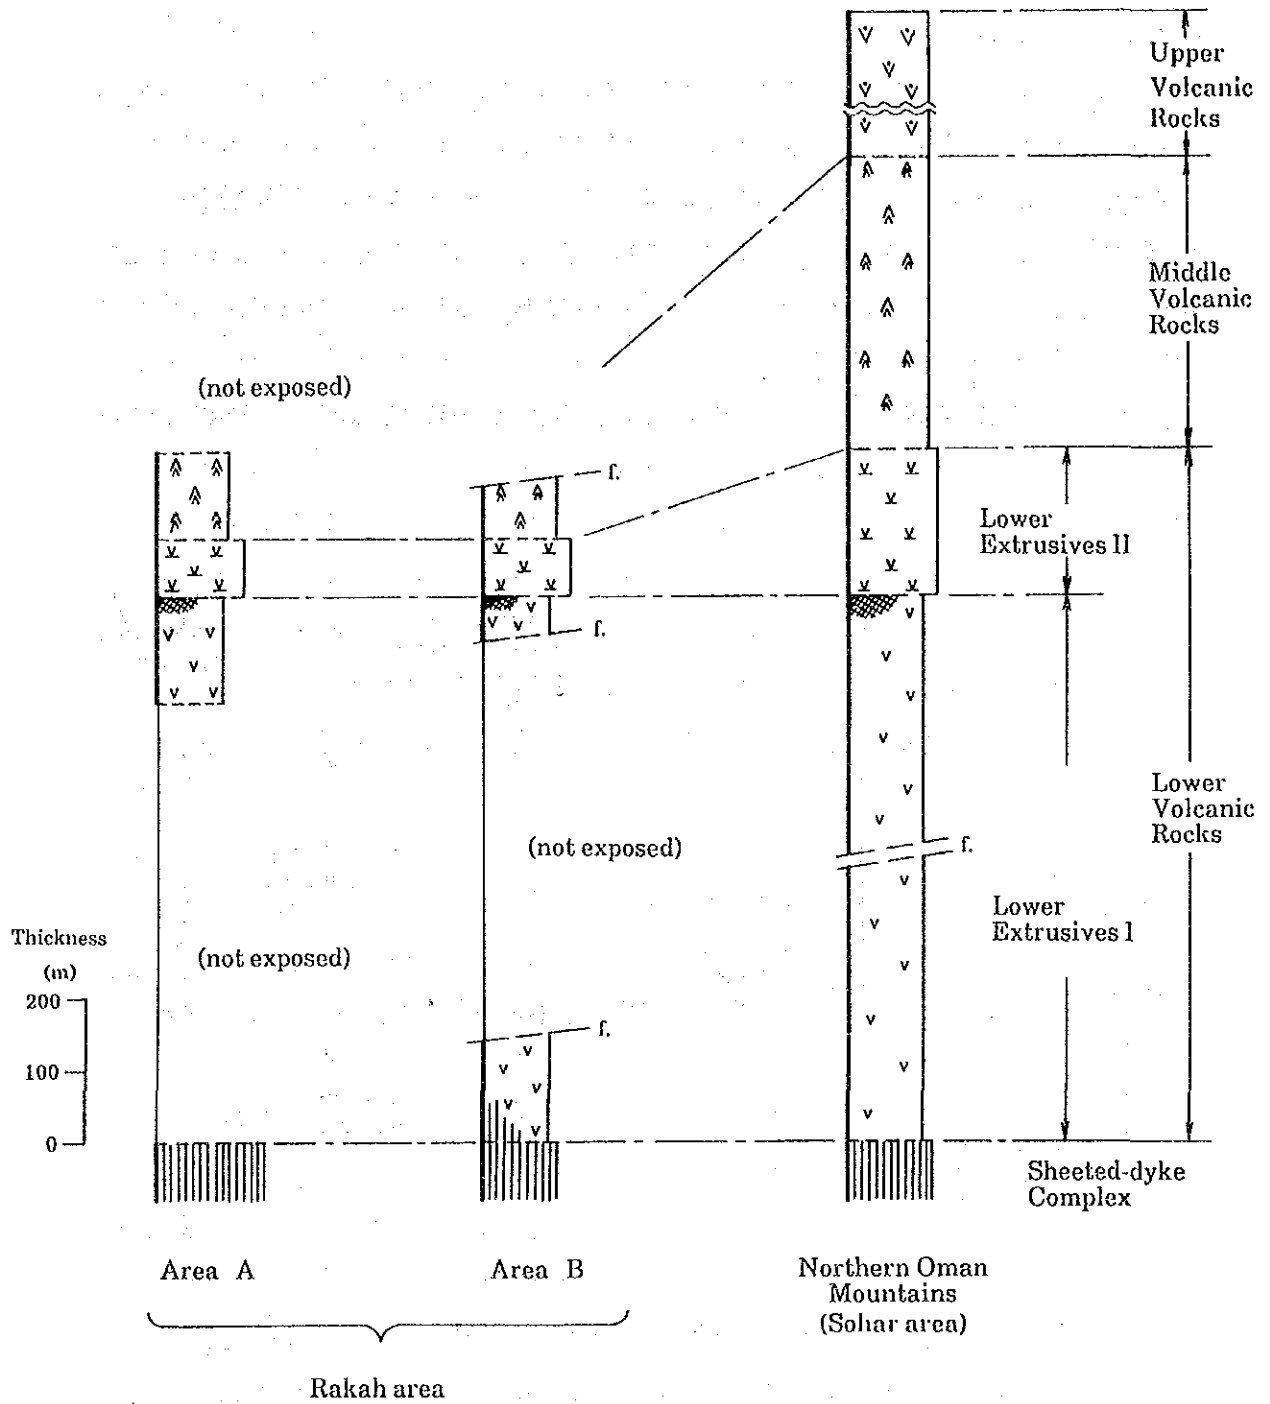 Upper
Volcanic
Rocks
Middle
Volcanic
Rocks
(not exposed)
f.
Lower
Extrusives II
f.
Lower
Volcanic
Rocks
f.
(not exposed)
Lower
Extrusives I
Thickness
(m)
200
100
0
(not exposed)
f.
Sheeted-dyke
Complex
Area A
Area B
Northern Oman
Mountains
(Sohar area)
Rakah area